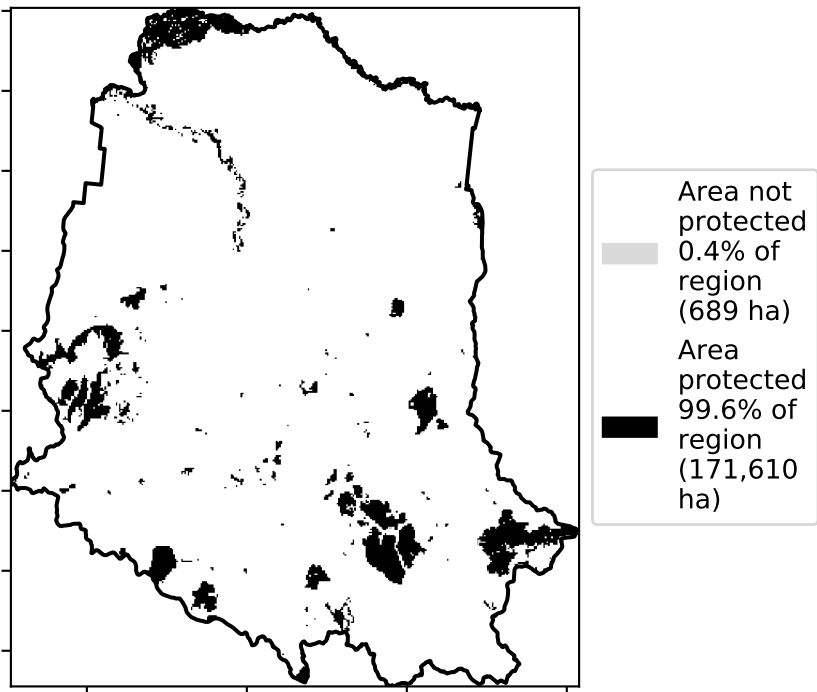 Area not
protected
0.4% of
region
(689 ha)
Area
protected
99.6% of
region
(171,610
ha)